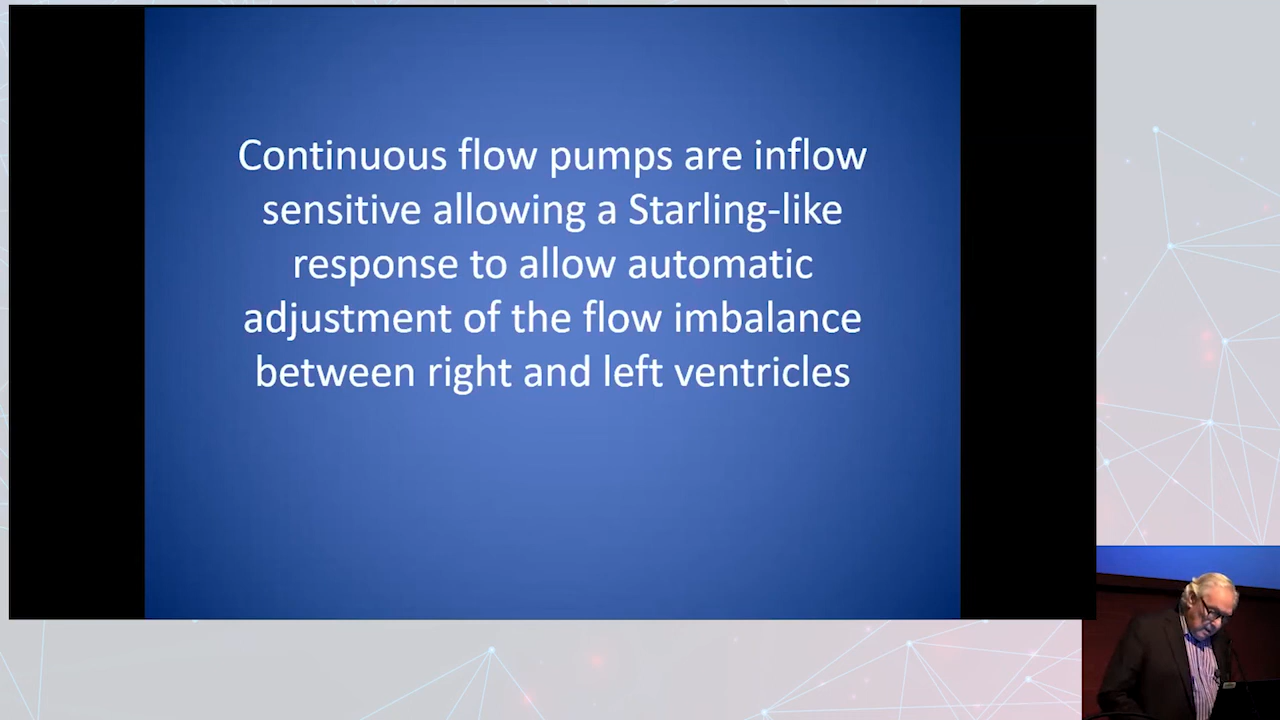 Continuous flow pumps are inflow
sensitive allowing a Starling-like
response to allow automatic
adjustment of the flow imbalance
between right and left ventricles